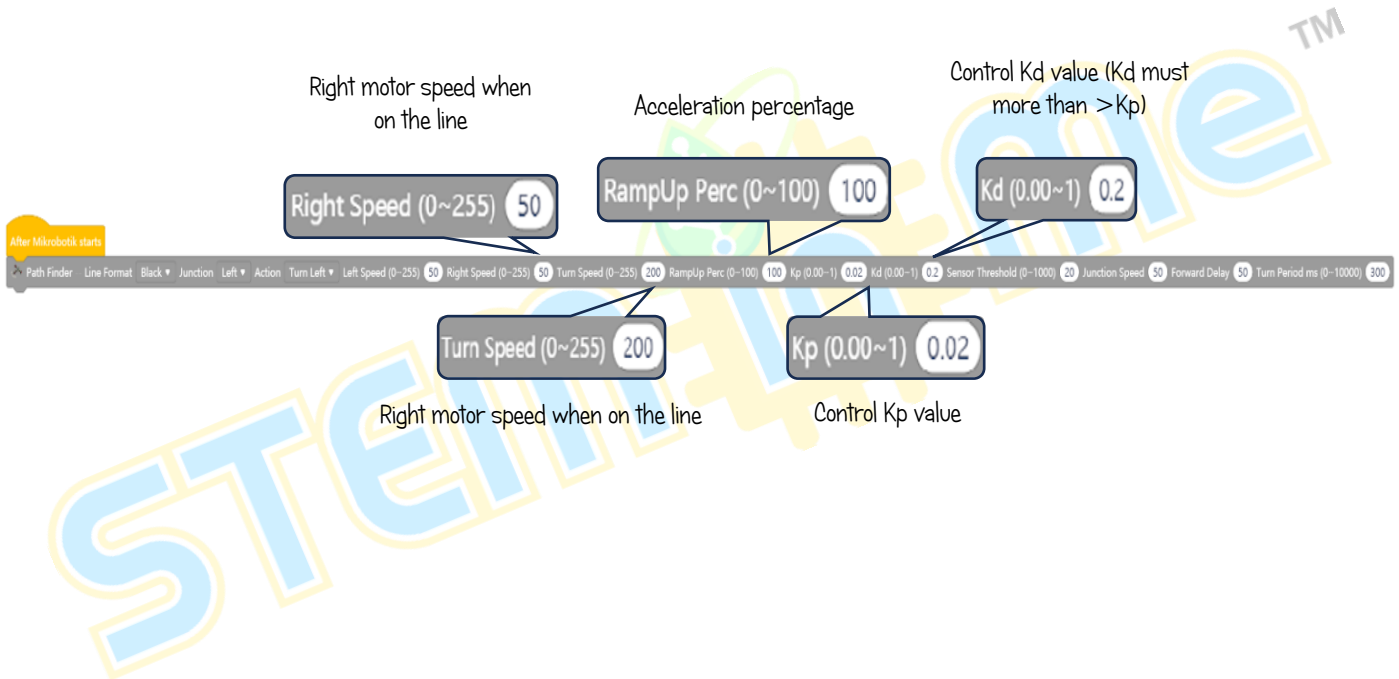 TM
Right motor speed when
on the line
Acceleration percentage
Control Kd value (Kd must
more than >Kp)
Right Speed (0~255) 50
RampUp Perc (0~100) 100
Kd (0.00~1) 0.2
After Mikrobotik starts
Path Finder Line Format Black ▾ Junction Left ▾ Action Turn Left ▾ Left Speed (0~255) 50 Right Speed (0~255) 50 Turn Speed (0~255) 200 RampUp Perc (0~100) 100 Kp (0.00~1) 0.02 Kd (0.00~1) 0.2 Sensor Threshold (0~1000) 20 Junction Speed 50 Forward Delay 50 Turn Period ms (0~10000) 300
Turn Speed (0~255) 200
Kp (0.00~1) 0.02
Right motor speed when on the line
Control Kp value
STEM-IN-ME